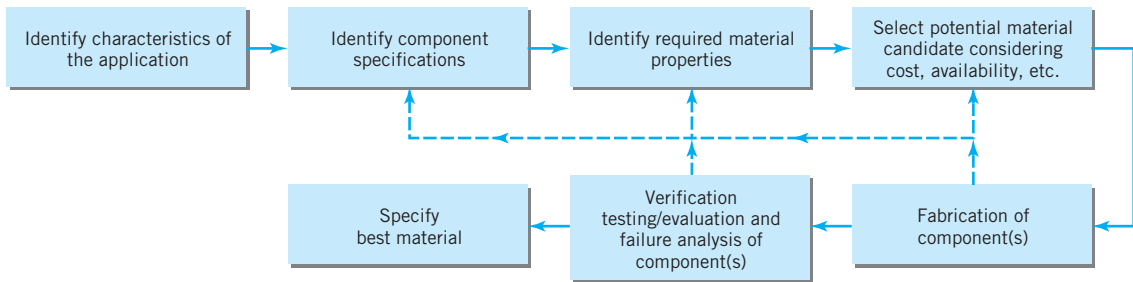 Identify characteristics of
the application
Identify component
specifications
Identify required material
properties
Select potential material
candidate considering
cost, availability, etc.
Specify
best material
Verification
testing/evaluation and
failure analysis of
component(s)
Fabrication of
component(s)